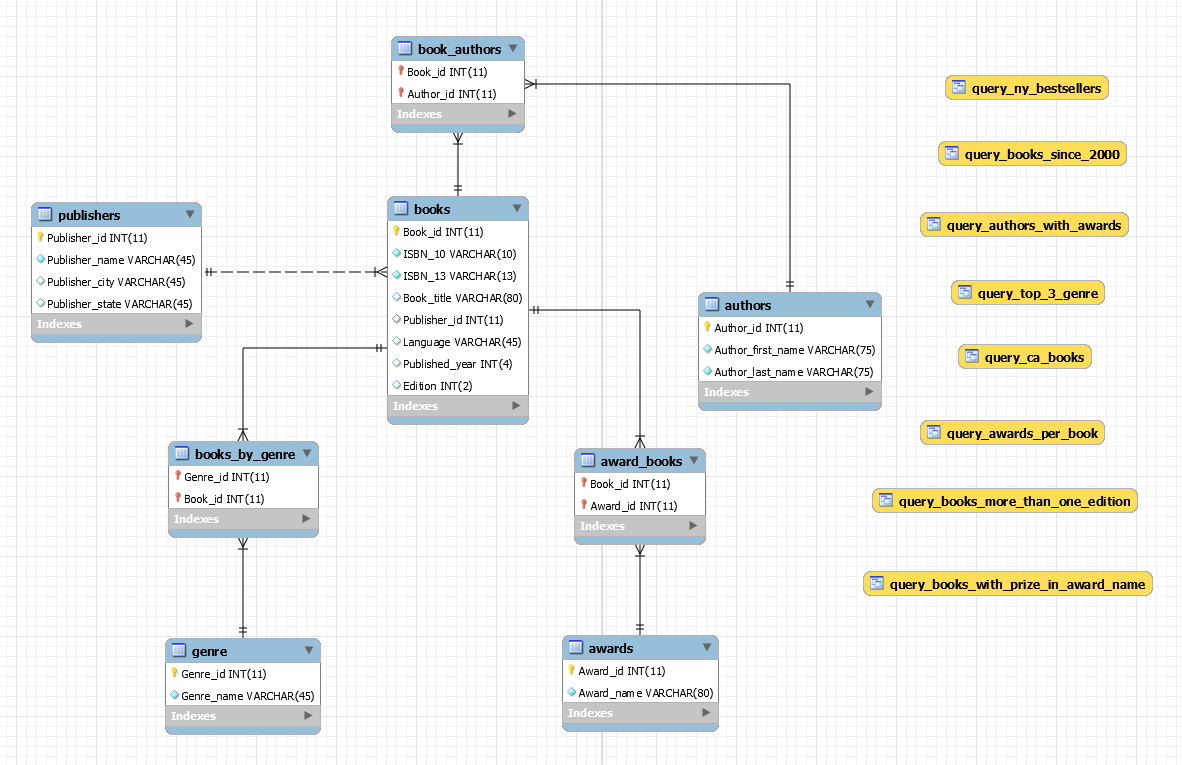 book_authors
Book_id INT(11)
Author_id INT(11)
Indexes
publishers
Publisher_id INT(11)
Publisher_name VARCHAR(45)
Publisher_city VARCHAR(45)
Publisher_state VARCHAR(45)
Indexes
books
Book_id INT(11)
ISBN_10 VARCHAR(10)
ISBN_13 VARCHAR(13)
Book_title VARCHAR(80)
Publisher_id INT(11)
Language VARCHAR(45)
Published_year INT(4)
Edition INT(2)
Indexes
authors
Author_id INT(11)
Author_first_name VARCHAR(75)
Author_last_name VARCHAR(75)
Indexes
books_by_genre
Genre_id INT(11)
Book_id INT(11)
Indexes
award_books
Book_id INT(11)
Award_id INT(11)
Indexes
genre
Genre_id INT(11)
Genre_name VARCHAR(45)
Indexes
awards
Award_id INT(11)
Award_name VARCHAR(80)
Indexes
query_ny_bestsellers
query_books_since_2000
query_authors_with_awards
query_top_3_genre
query_ca_books
query_awards_per_book
query_books_more_than_one_edition
query_books_with_prize_in_award_name